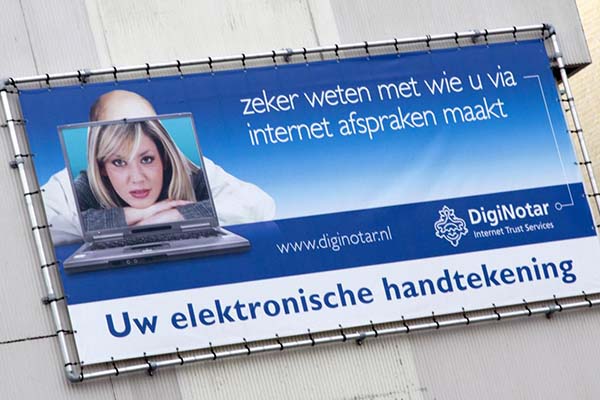 zeker weten met wie u via
internet afspraken maakt
www.diginotar.nl
DigiNotar
Internet Trust Services
Uw elektronische handtekening